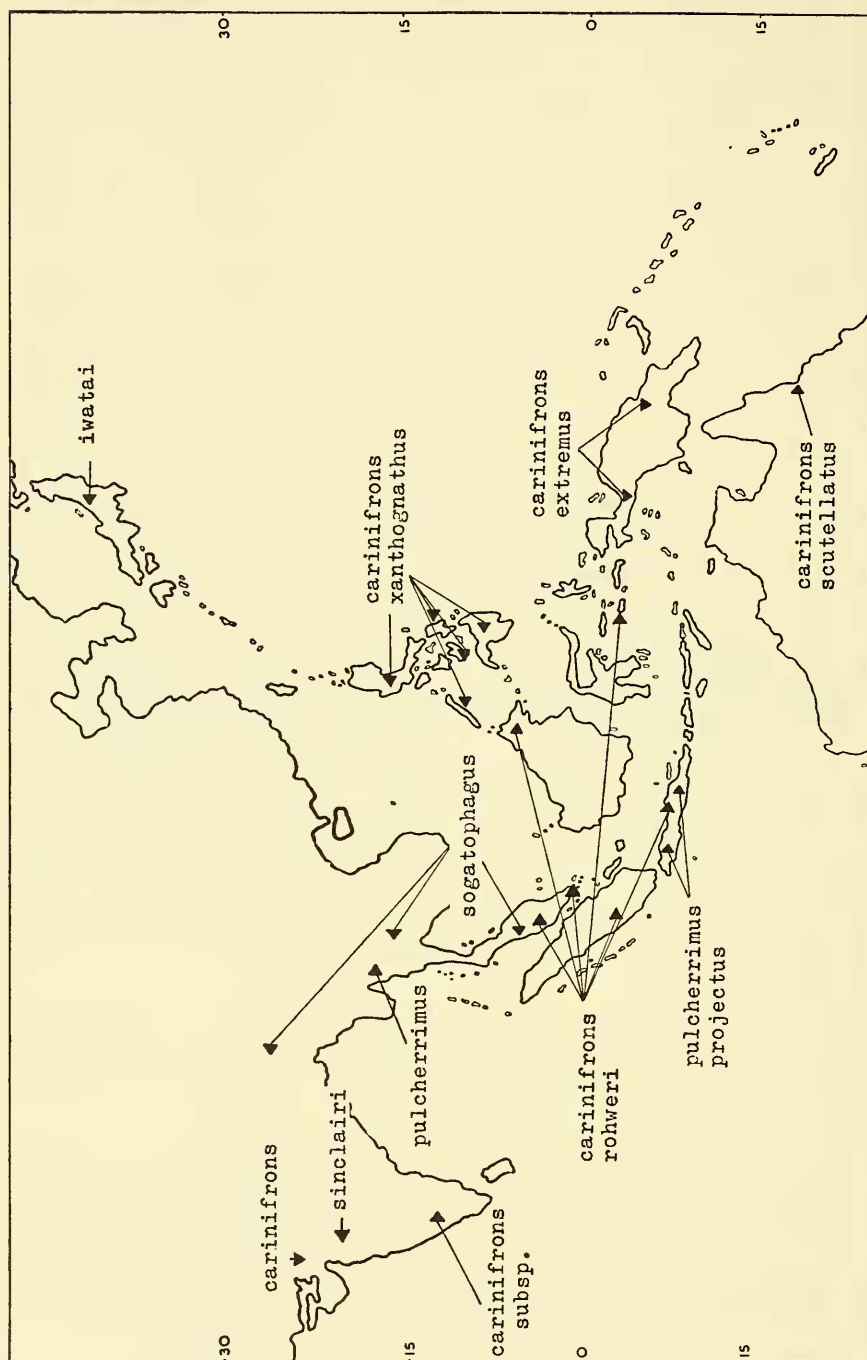 30
15
0
15
iwatai
carinifrons
xanthognathus
carinifrons
extremus
carinifrons
scutellatus
sogatophagus
pulcherrimus
pulcherrimus
projectus
carinifrons
rohweri
carinifrons
sinclairi
carinifrons
subsp.
30
15
0
15